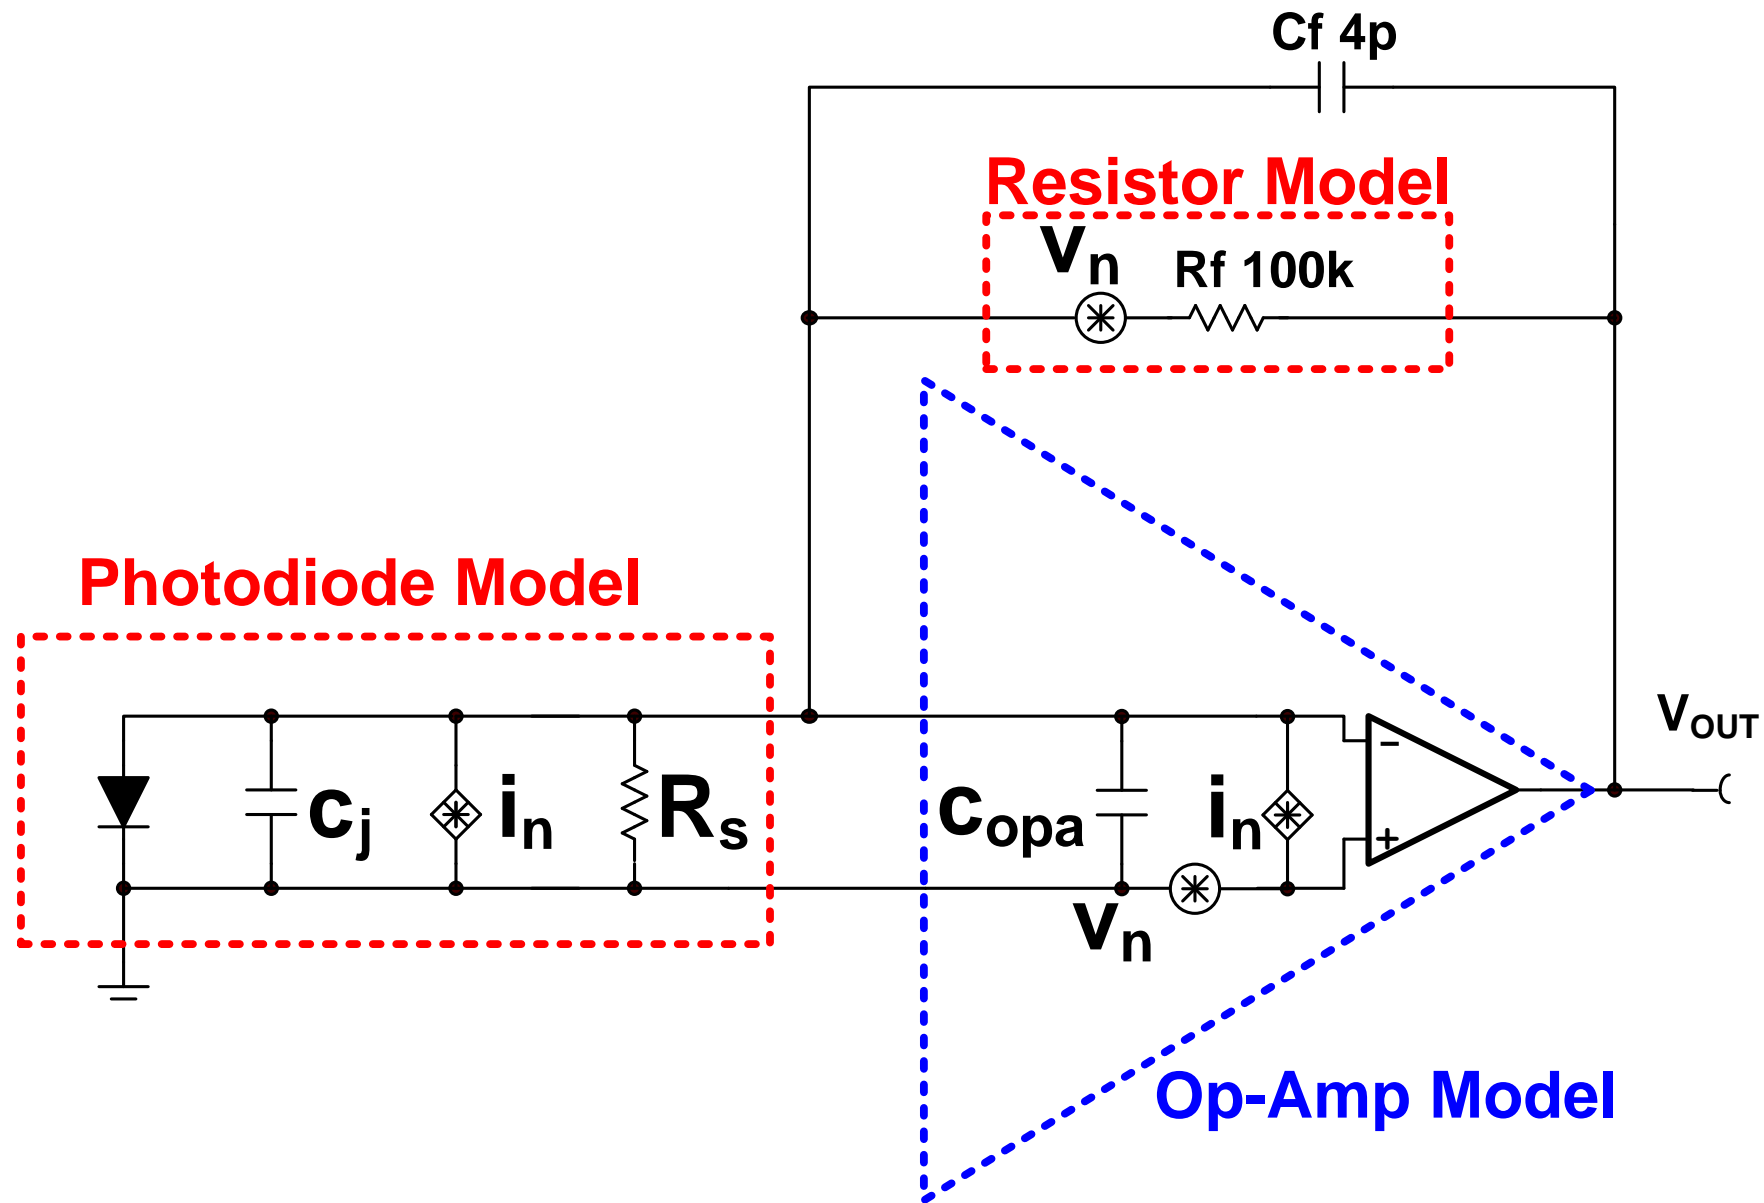 Cf 4p
Resistor Model
vn
Rf 100k
Photodiode Model
cj
in
Rs
copa
in
-
+
vn
VOUT
Op-Amp Model